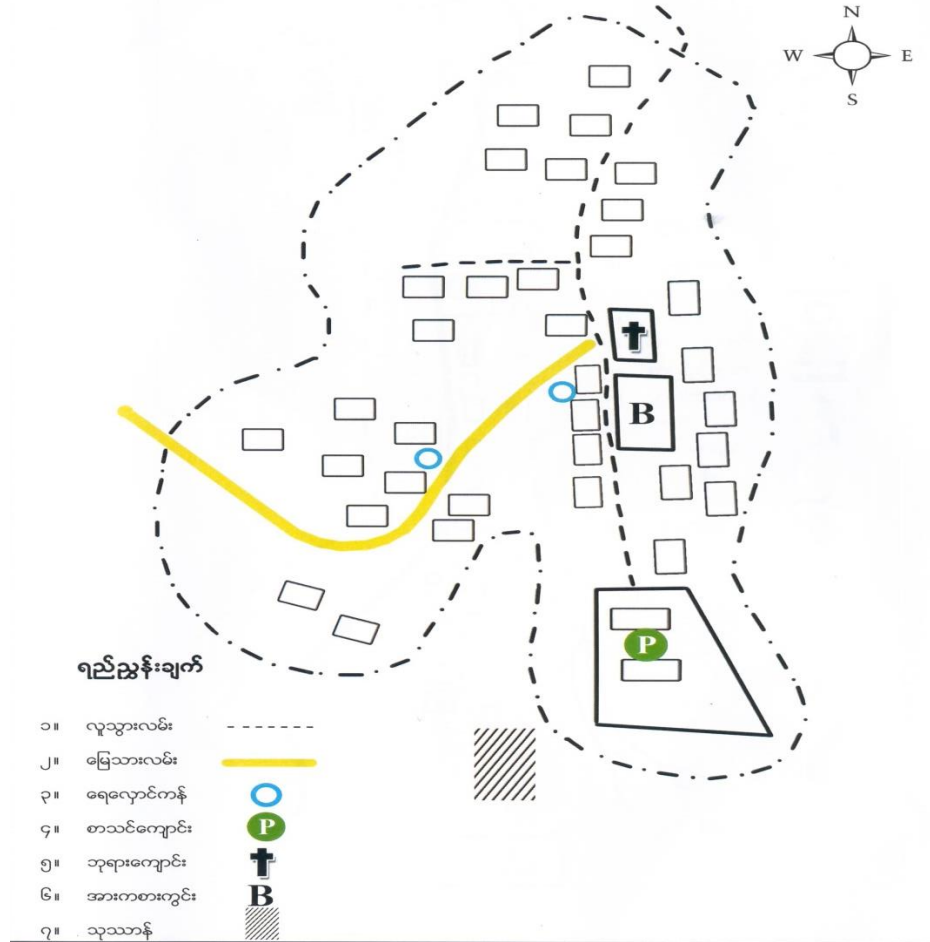 N
W E
S
B
P
ရည်ညွှန်းချက်
၁။ လူသွားလမ်း
၂။ မြေသားလမ်း
၃။ ရေလှောင်ကန်
၄။ စာသင်ကျောင်း P
၅။ ဘုရားကျောင်း
၆။ အားကစားကွင်း B
၇။ သုဿာန်